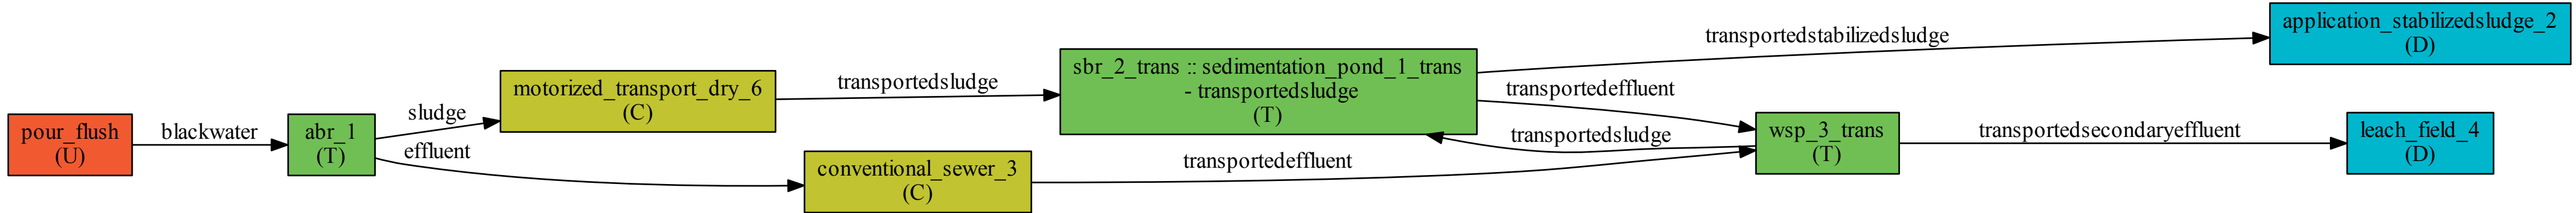 pour_flush
(U)
blackwater
abr_1
(T)
sludge
effluent
motorized_transport_dry_6
(C)
conventional_sewer_3
(C)
transportedsludge
transportedeffluent
sbr_2_trans :: sedimentation_pond_1_trans
- transportedsludge
(T)
transportedstabilizedsludge
transportedeffluent
transportedsludge
wsp_3_trans
(T)
transportedsecondaryeffluent
application_stabilizedsludge_2
(D)
leach_field_4
(D)